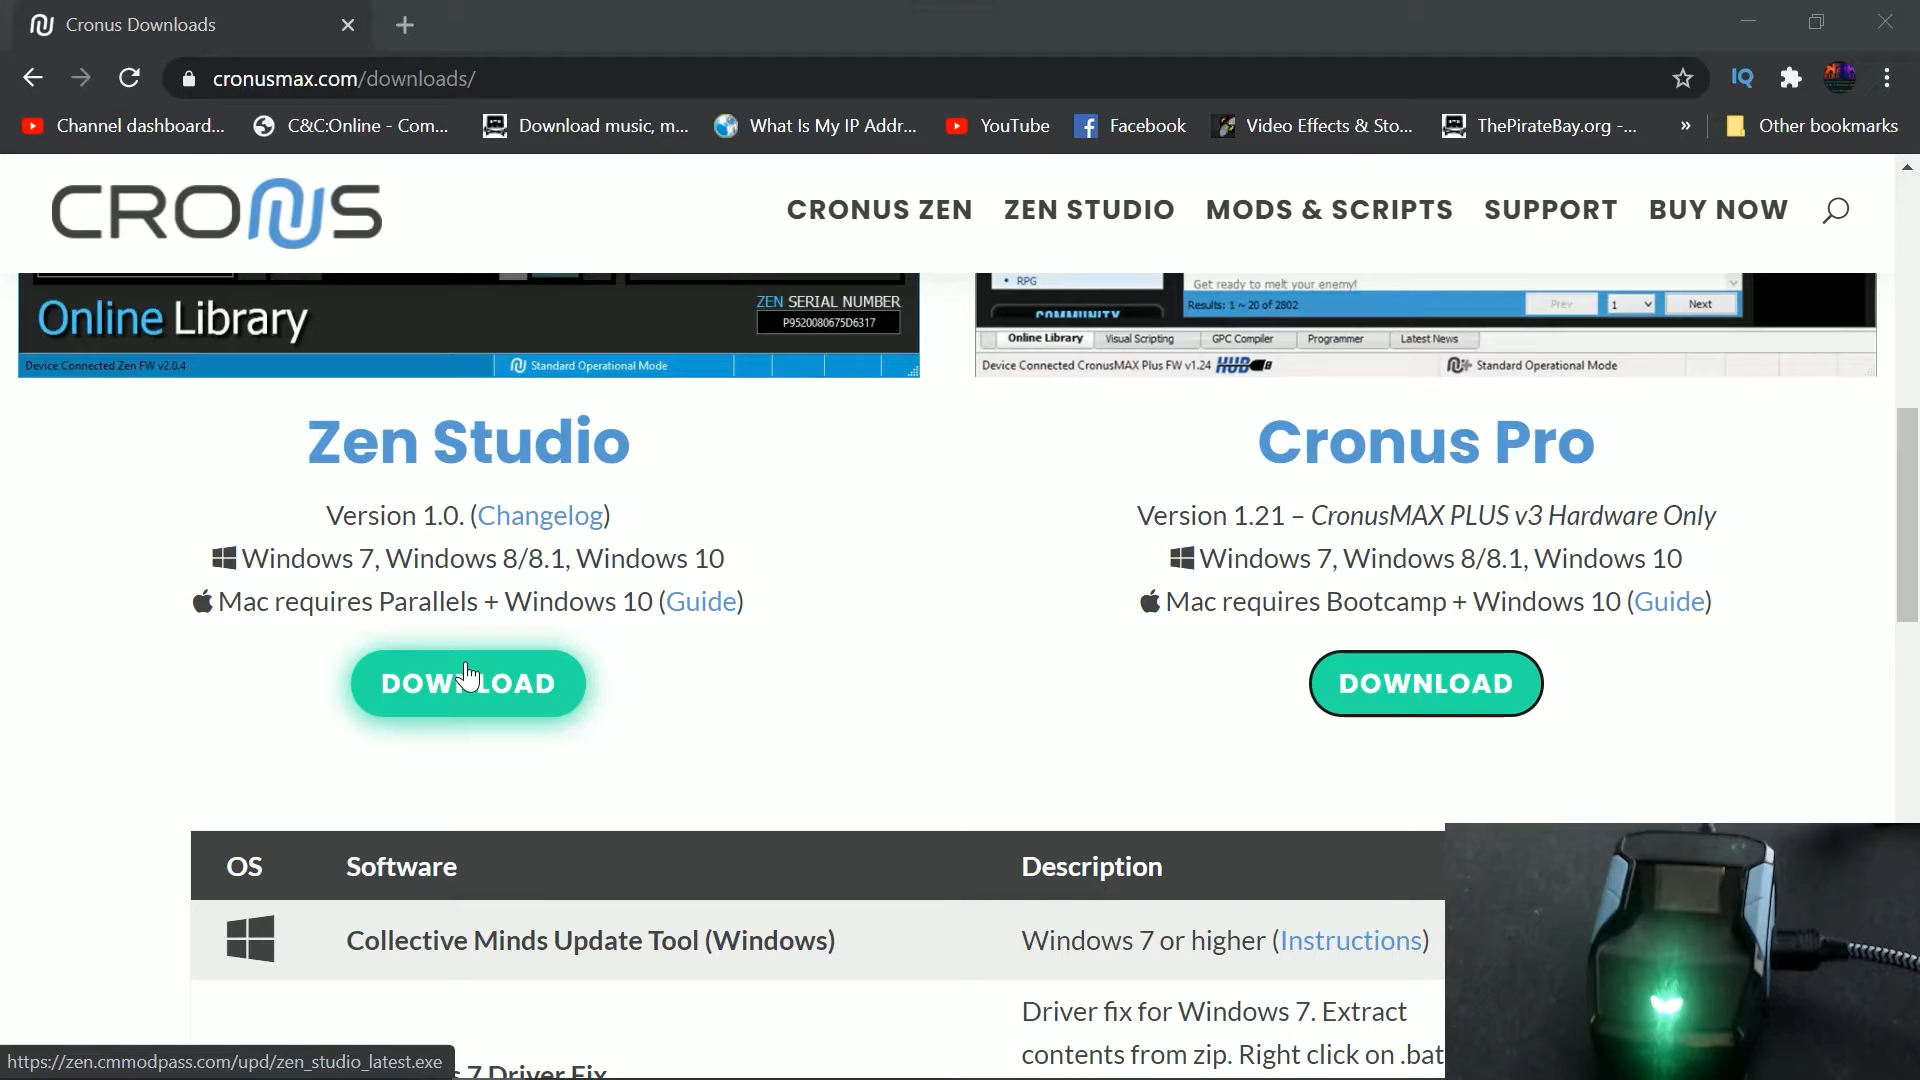 Cronus Downloads
cronusmax.com/downloads/
IQ
Channel dashboard...
C&C:Online - Com...
Download music, m...
What Is My IP Addr...
YouTube
Facebook
Video Effects & Sto...
ThePirateBay.org -...
»
Other bookmarks
CRONUS
CRONUS ZEN
ZEN STUDIO
MODS & SCRIPTS
SUPPORT
BUY NOW
Online Library
ZEN SERIAL NUMBER
P9520080675D6317
Device Connected Zen FW v2.0.4
Standard Operational Mode
• RPG
COMMUNITY
Get ready to melt your enemy!
Results: 1 ~ 20 of 2802
Prev
1
Next
Online Library
Visual Scripting
GPC Compiler
Programmer
Latest News
Device Connected CronusMAX Plus FW v1.24
HUB
Standard Operational Mode
Zen Studio
Version 1.0. (Changelog)
Windows 7, Windows 8/8.1, Windows 10
Mac requires Parallels + Windows 10 (Guide)
DOWNLOAD
Cronus Pro
Version 1.21 – CronusMAX PLUS v3 Hardware Only
Windows 7, Windows 8/8.1, Windows 10
Mac requires Bootcamp + Windows 10 (Guide)
DOWNLOAD
OS
Software
Description
Collective Minds Update Tool (Windows)
Windows 7 or higher (Instructions)
Driver fix for Windows 7. Extract
contents from zip. Right click on .bat
7 Driver Fix
https://zen.cmmodpass.com/upd/zen_studio_latest.exe